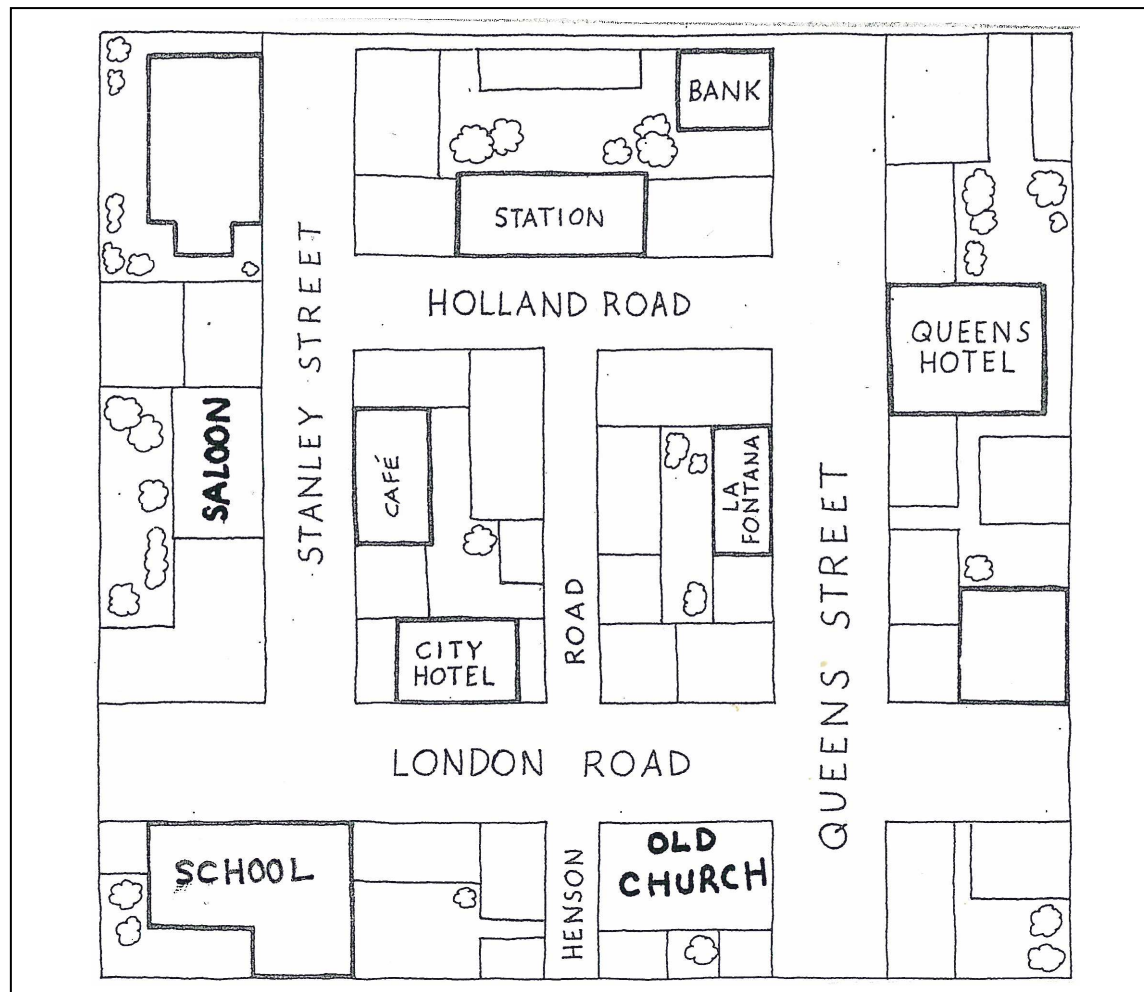 BANK
STATION
STANLEY STREET
HOLLAND ROAD
QUEENS
HOTEL
SALOON
CAFÉ
LA
FONTANA
QUEENS STREET
CITY
HOTEL
HENSON ROAD
LONDON ROAD
SCHOOL
OLD
CHURCH